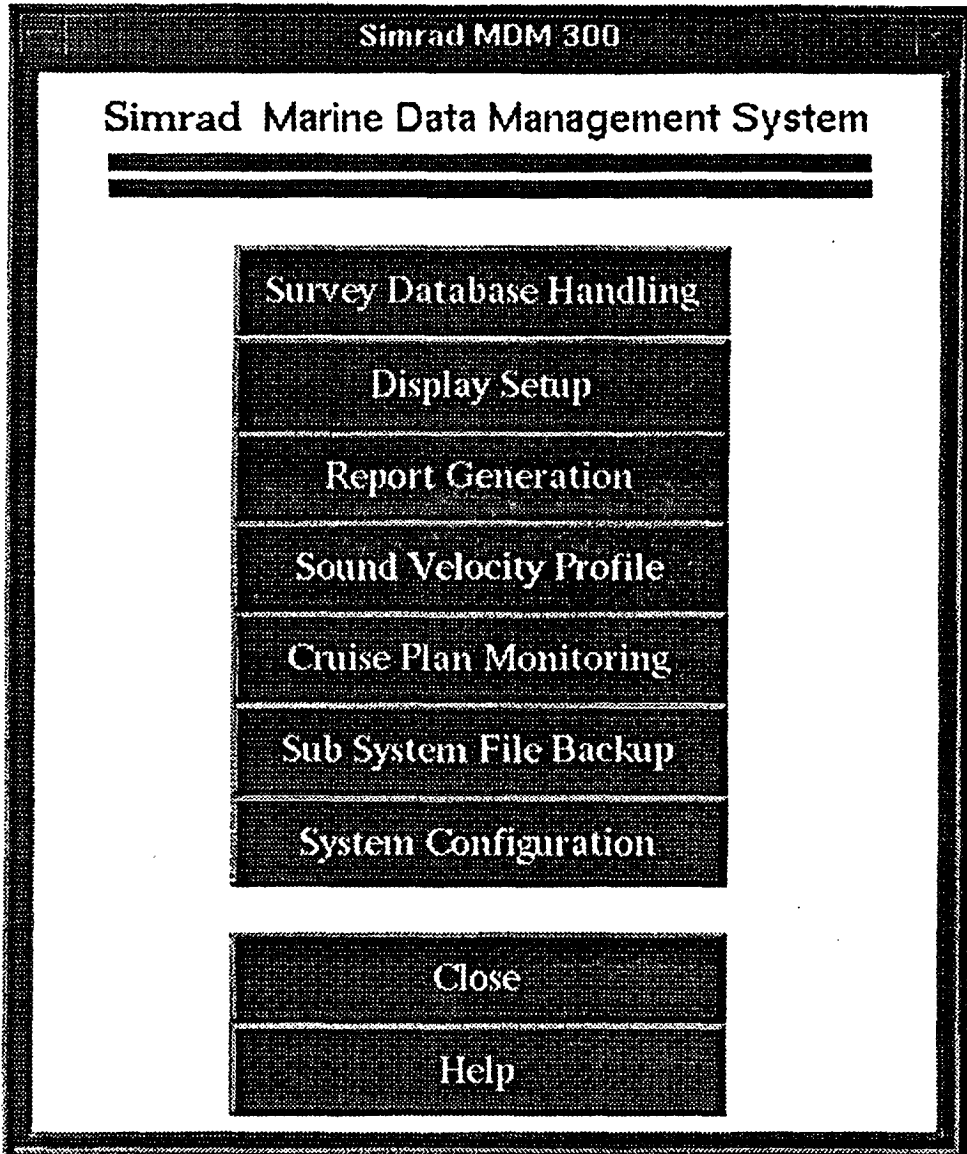 Simrad MDM 300
Simrad Marine Data Management System
Survey Database Handling
Display Setup
Report Generation
Sound Velocity Profile
Cruise Plan Monitoring
Sub System File Backup
System Configuration
Close
Help